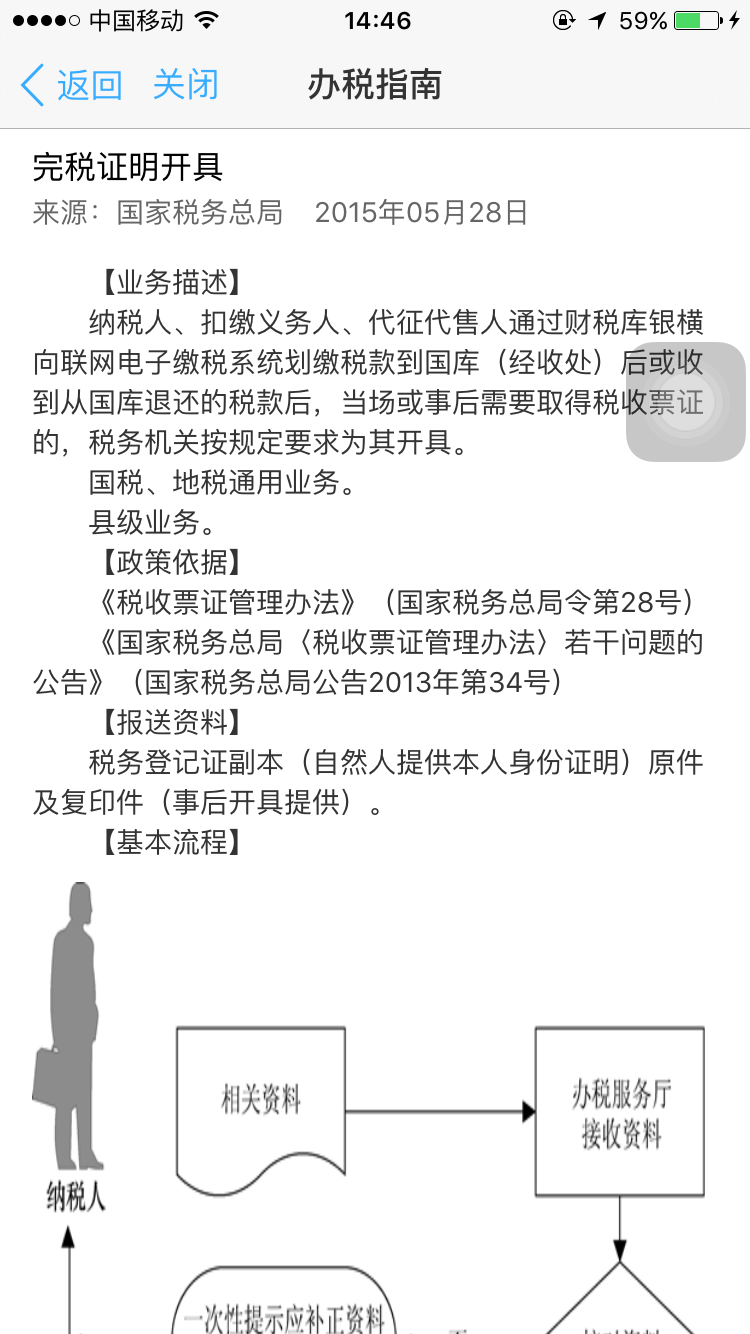 中国移动 14:46 59%
返回 关闭 办税指南
完税证明开具
来源：国家税务总局 2015年05月28日
【业务描述】
纳税人、扣缴义务人、代征代售人通过财税库银横
向联网电子缴税系统划缴税款到国库（经收处）后或收
到从国库退还的税款后，当场或事后需要取得税收票证
的，税务机关按规定要求为其开具。
国税、地税通用业务。
县级业务。
【政策依据】
《税收票证管理办法》（国家税务总局令第28号）
《国家税务总局〈税收票证管理办法〉若干问题的
公告》（国家税务总局公告2013年第34号）
【报送资料】
税务登记证副本（自然人提供本人身份证明）原件
及复印件（事后开具提供）。
【基本流程】
相关资料
办税服务厅
接收资料
纳税人
一次性提示应补正资料